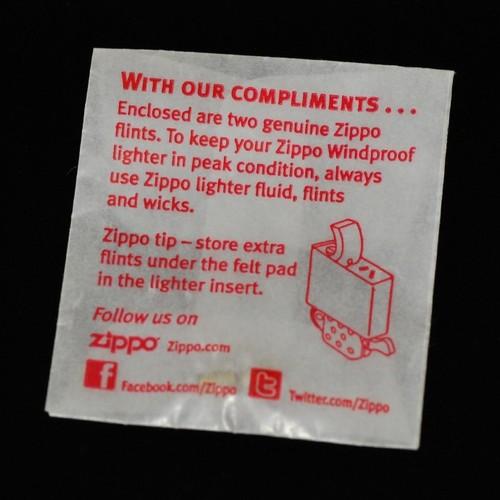 WITH OUR COMPLIMENTS . . .
Enclosed are two genuine Zippo
flints. To keep your Zippo Windproof
lighter in peak condition, always
use Zippo lighter fluid, flints
and wicks.
Zippo tip – store extra
flints under the felt pad
in the lighter insert.
Follow us on
zippo Zippo.com
f Facebook.com/Zippo t Twitter.com/Zippo